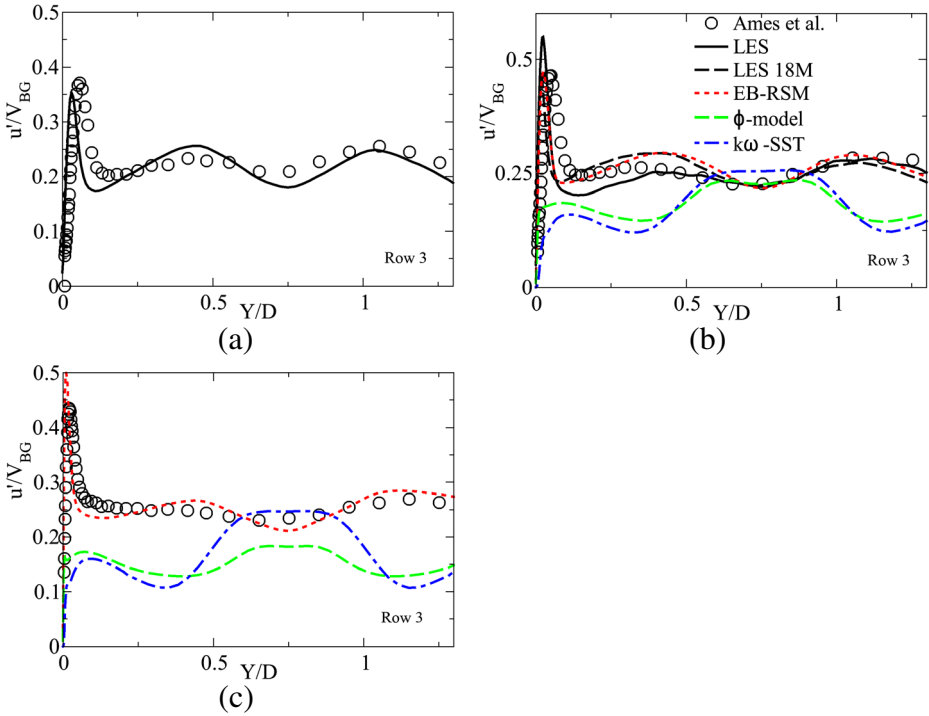 0.5
0.4
0.3
0.2
0.1
0
u'/V_BG
0 0.5 1
Y/D
Row 3
(a)
Ames et al.
LES
LES 18M
EB-RSM
ϕ-model
kω -SST
0.5
0.25
0
u'/V_BG
0 0.5 1
Y/D
Row 3
(b)
0.5
0.4
0.3
0.2
0.1
0
u'/V_BG
0 0.5 1
Y/D
Row 3
(c)